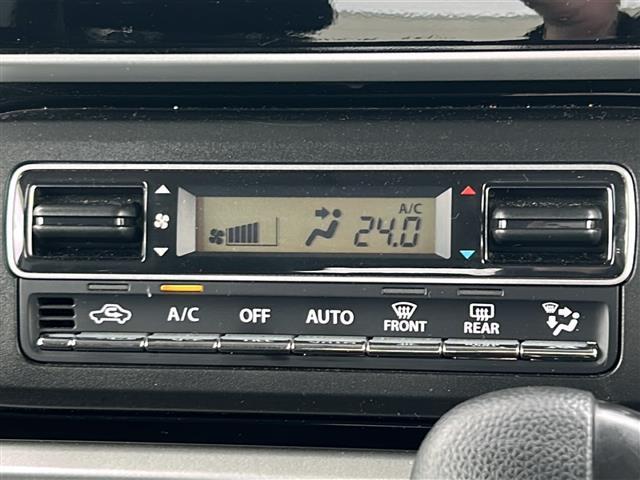 A/C
24.0
A/C OFF AUTO FRONT REAR